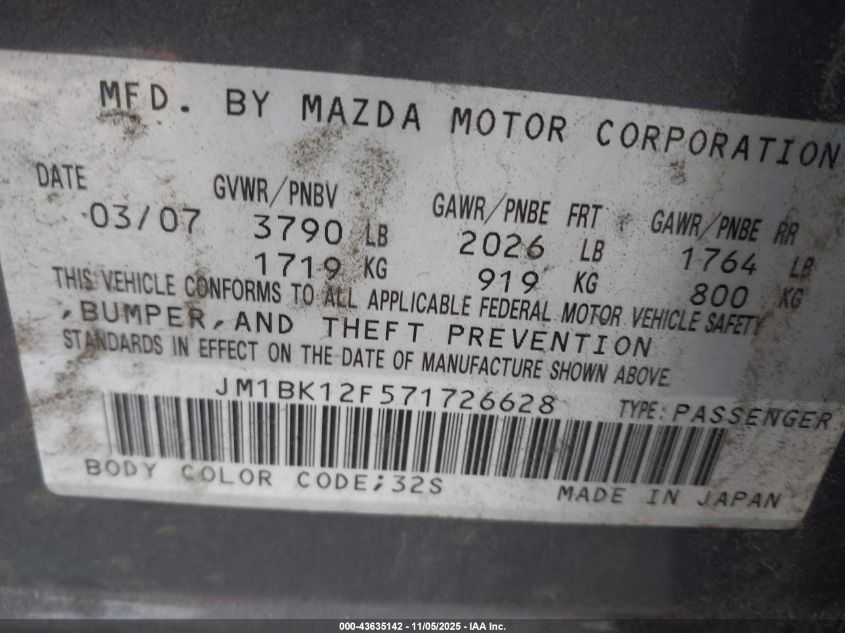 MFD. BY MAZDA MOTOR CORPORATION
DATE GVWR/PNBV GAWR/PNBE FRT GAWR/PNBE RR
03/07 3790 LB 2026 LB 1764 LB
1719 KG 919 KG 800 KG
THIS VEHICLE CONFORMS TO ALL APPLICABLE FEDERAL MOTOR VEHICLE SAFETY
,BUMPER,AND THEFT PREVENTION
STANDARDS IN EFFECT ON THE DATE OF MANUFACTURE SHOWN ABOVE.
JM1BK12F571726628 TYPE: PASSENGER
BODY COLOR CODE;32S MADE IN JAPAN
000-43635142 - 11/05/2025 - IAA Inc.